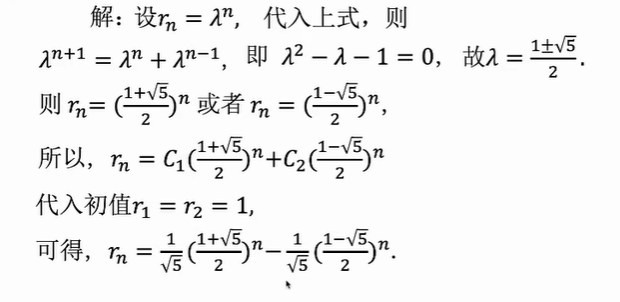 解：设rₙ = λⁿ， 代入上式，则
λⁿ⁺¹ = λⁿ + λⁿ⁻¹， 即 λ² − λ − 1 = 0， 故λ = (1±√5)/2.
则 rₙ= ((1+√5)/2)ⁿ 或者 rₙ = ((1−√5)/2)ⁿ，
所以， rₙ = C₁((1+√5)/2)ⁿ+C₂((1−√5)/2)ⁿ
代入初值r₁ = r₂ = 1，
可得， rₙ = 1/√5 ((1+√5)/2)ⁿ− 1/√5 ((1−√5)/2)ⁿ.